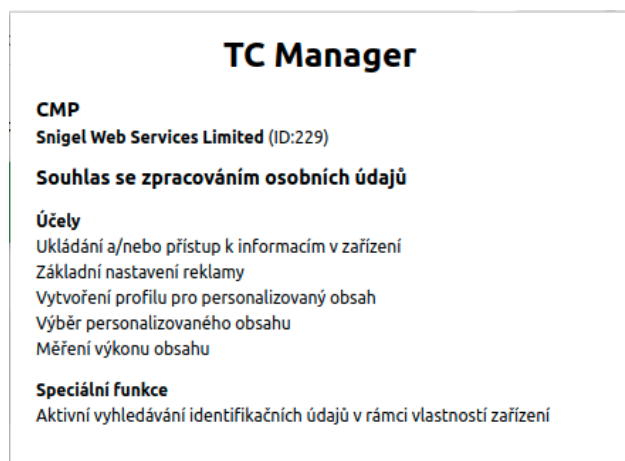 TC Manager
CMP
Snigel Web Services Limited (ID:229)
Souhlas se zpracováním osobních údajů
Účely
Ukládání a/nebo přístup k informacím v zařízení
Základní nastavení reklamy
Vytvoření profilu pro personalizovaný obsah
Výběr personalizovaného obsahu
Měření výkonu obsahu
Speciální funkce
Aktivní vyhledávání identifikačních údajů v rámci vlastností zařízení